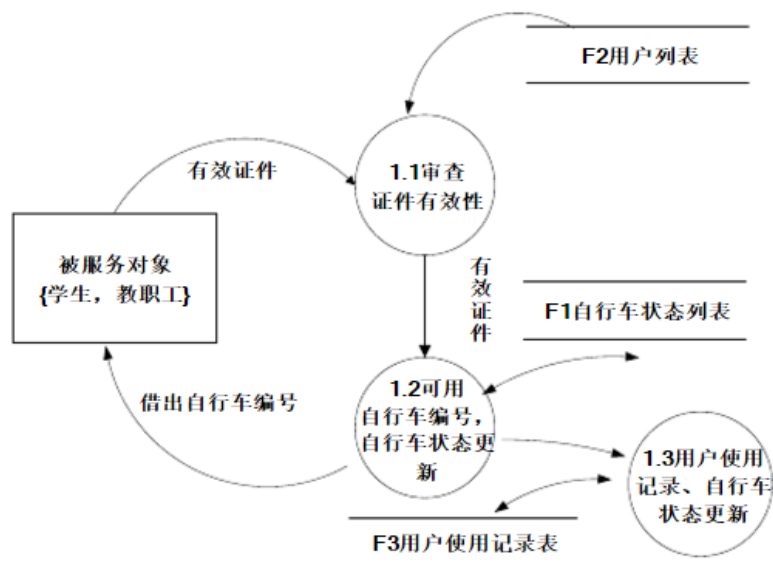 F2用户列表
1.1审查
证件有效性
有效证件
被服务对象
{学生，教职工}
有
效
证
件
F1自行车状态列表
1.2可用
自行车编号，
自行车状态更
新
借出自行车编号
1.3用户使用
记录、自行车
状态更新
F3用户使用记录表